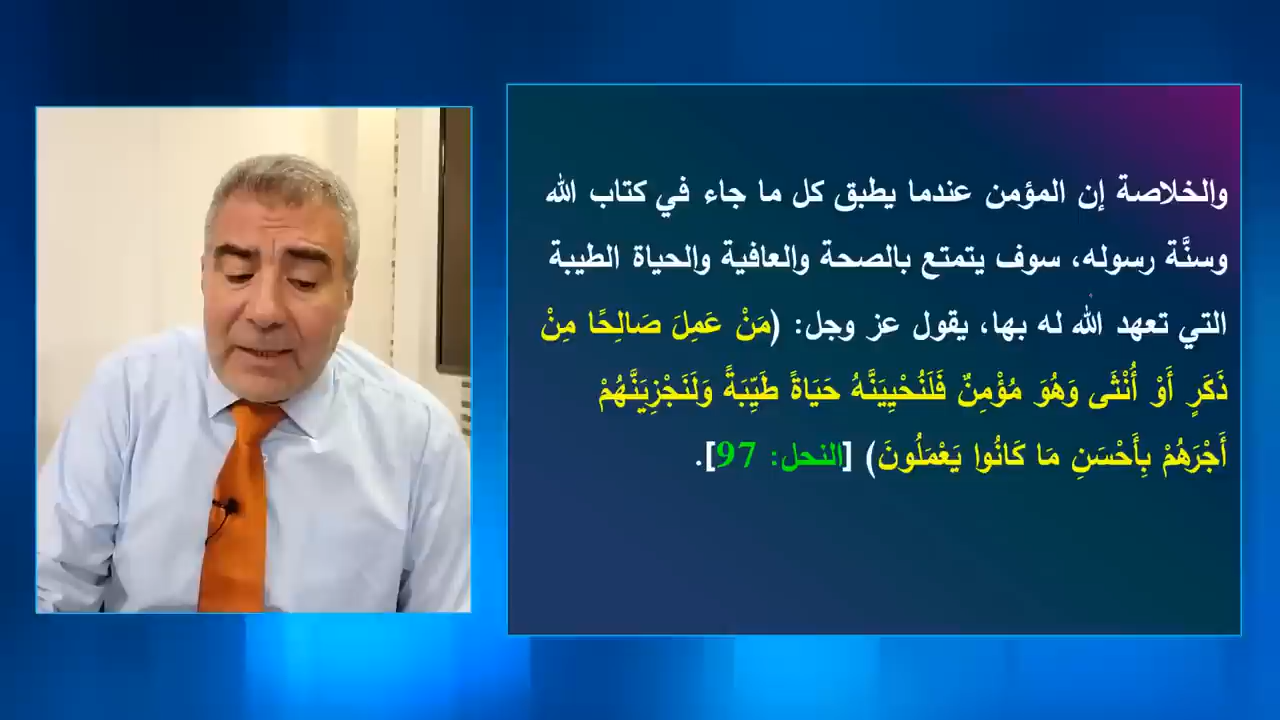 والخلاصة إن المؤمن عندما يطبق كل ما جاء في كتاب الله
وسنَّة رسوله، سوف يتمتع بالصحة والعافية والحياة الطيبة
التي تعهد الله له بها، يقول عز وجل: (مَنْ عَمِلَ صَالِحًا مِنْ
ذَكَرٍ أَوْ أُنْثَى وَهُوَ مُؤْمِنٌ فَلَنُحْيِيَنَّهُ حَيَاةً طَيِّبَةً وَلَنَجْزِيَنَّهُمْ
أَجْرَهُمْ بِأَحْسَنِ مَا كَانُوا يَعْمَلُونَ) [النحل: 97].